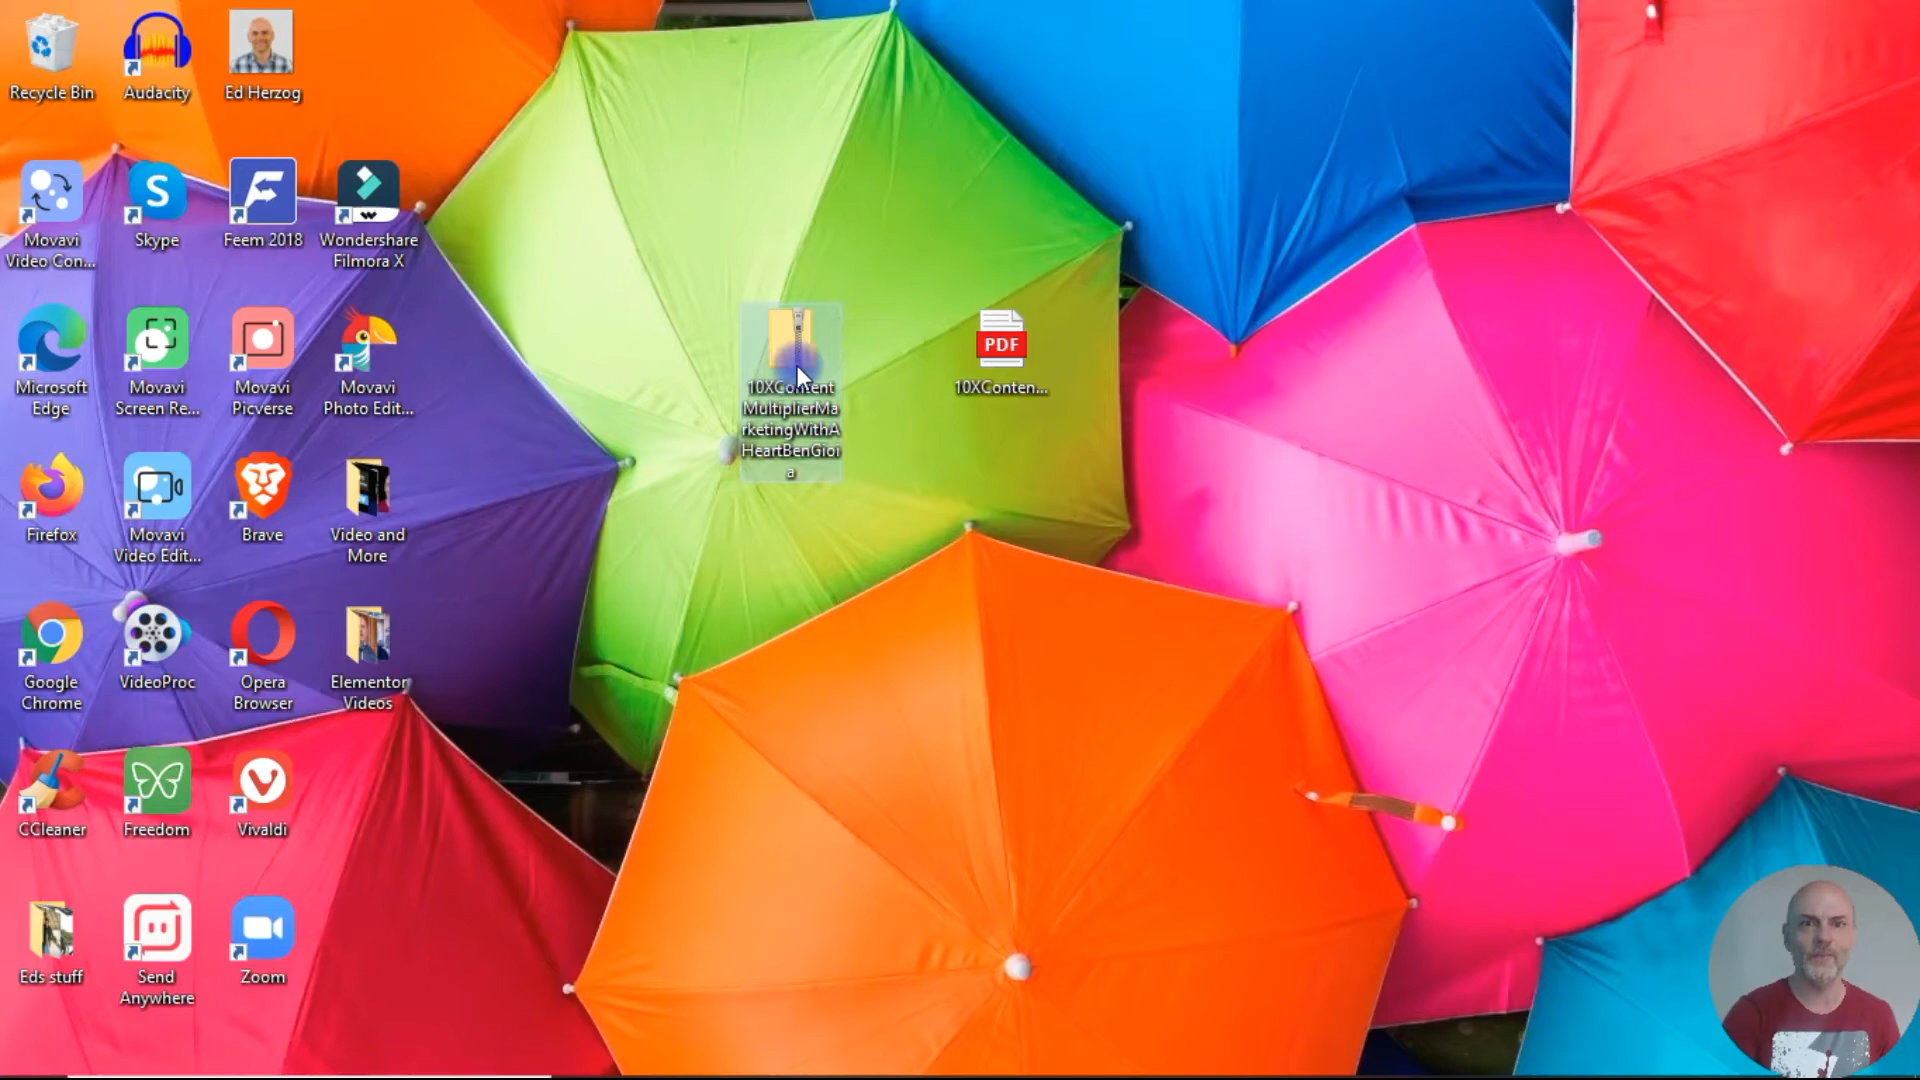 Recycle Bin
Audacity
Ed Herzog
Movavi
Video Con...
Skype
Feem 2018
Wondershare
Filmora X
Microsoft
Edge
Movavi
Screen Re...
Movavi
Picverse
Movavi
Photo Edit...
10XContent
MultiplierMa
rketingWithA
HeartBenGioi
a
PDF
10XConten...
Firefox
Movavi
Video Edit...
Brave
Video and
More
Google
Chrome
VideoProc
Opera
Browser
Elementor
Videos
CCleaner
Freedom
Vivaldi
Eds stuff
Send
Anywhere
Zoom